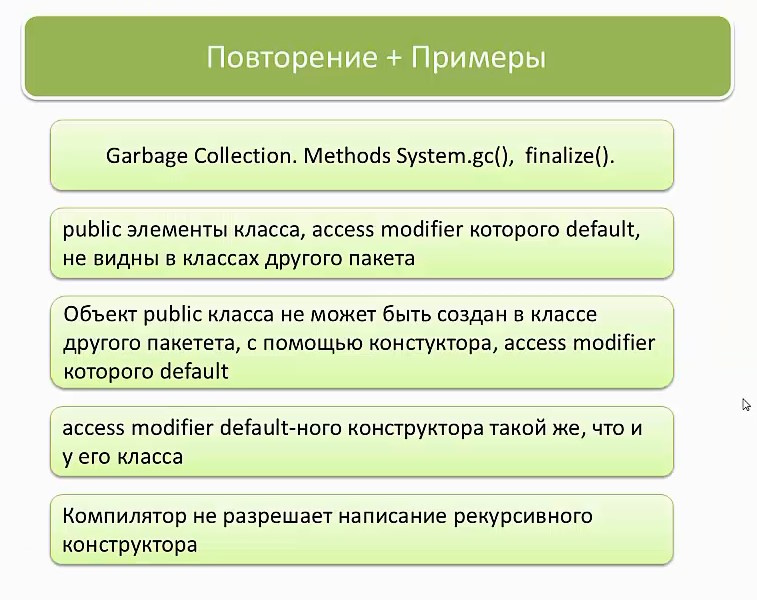 Повторение + Примеры
Garbage Collection. Methods System.gc(), finalize().
public элементы класса, access modifier которого default,
не видны в классах другого пакета
Объект public класса не может быть создан в классе
другого пакетета, с помощью констуктора, access modifier
которого default
access modifier default-ного конструктора такой же, что и
у его класса
Компилятор не разрешает написание рекурсивного
конструктора